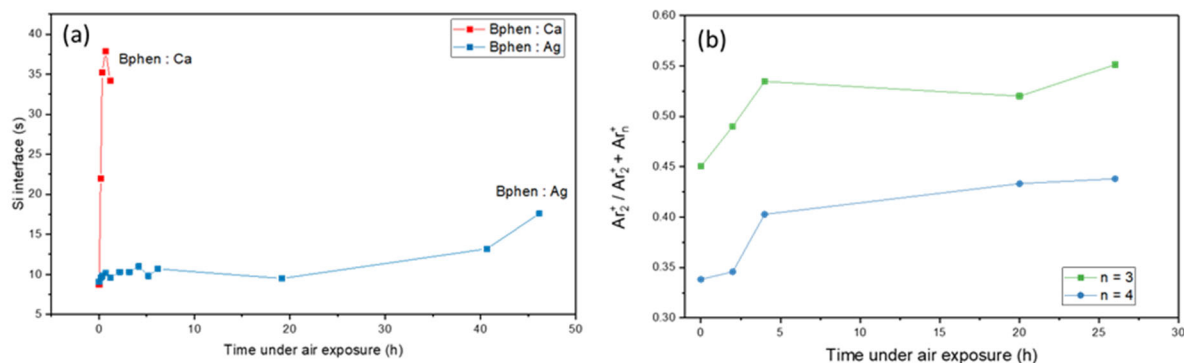 (a)
Bphen : Ca
Bphen : Ag
Bphen : Ca
Bphen : Ag
Si interface (s)
40
35
30
25
20
15
10
5
0
10
20
30
40
50
Time under air exposure (h)
(b)
Ar₂⁺ / Ar₂⁺ + Arₙ⁺
0.60
0.55
0.50
0.45
0.40
0.35
0.30
n = 3
n = 4
0
5
10
15
20
25
30
Time under air exposure (h)